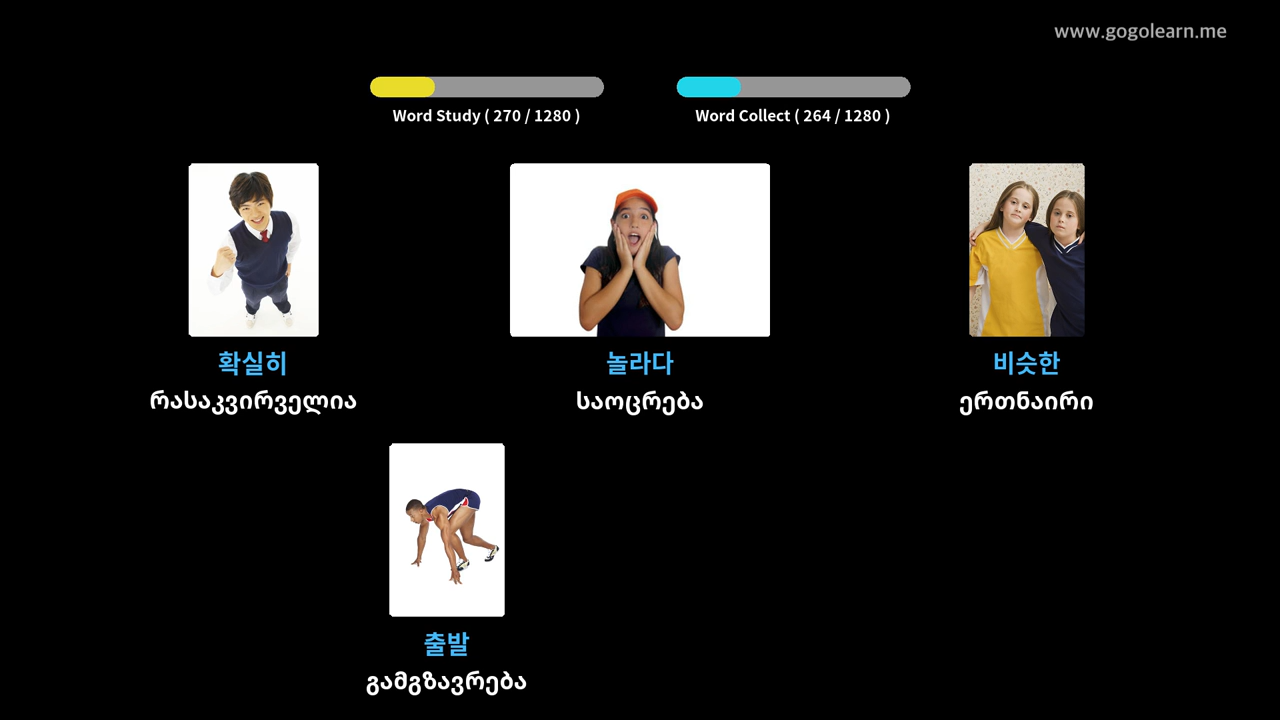 www.gogolearn.me
Word Study ( 270 / 1280 )
Word Collect ( 264 / 1280 )
확실히
놀라다
비슷한
რასაკვირველია
საოცრება
ერთნაირი
출발
გამგზავრება